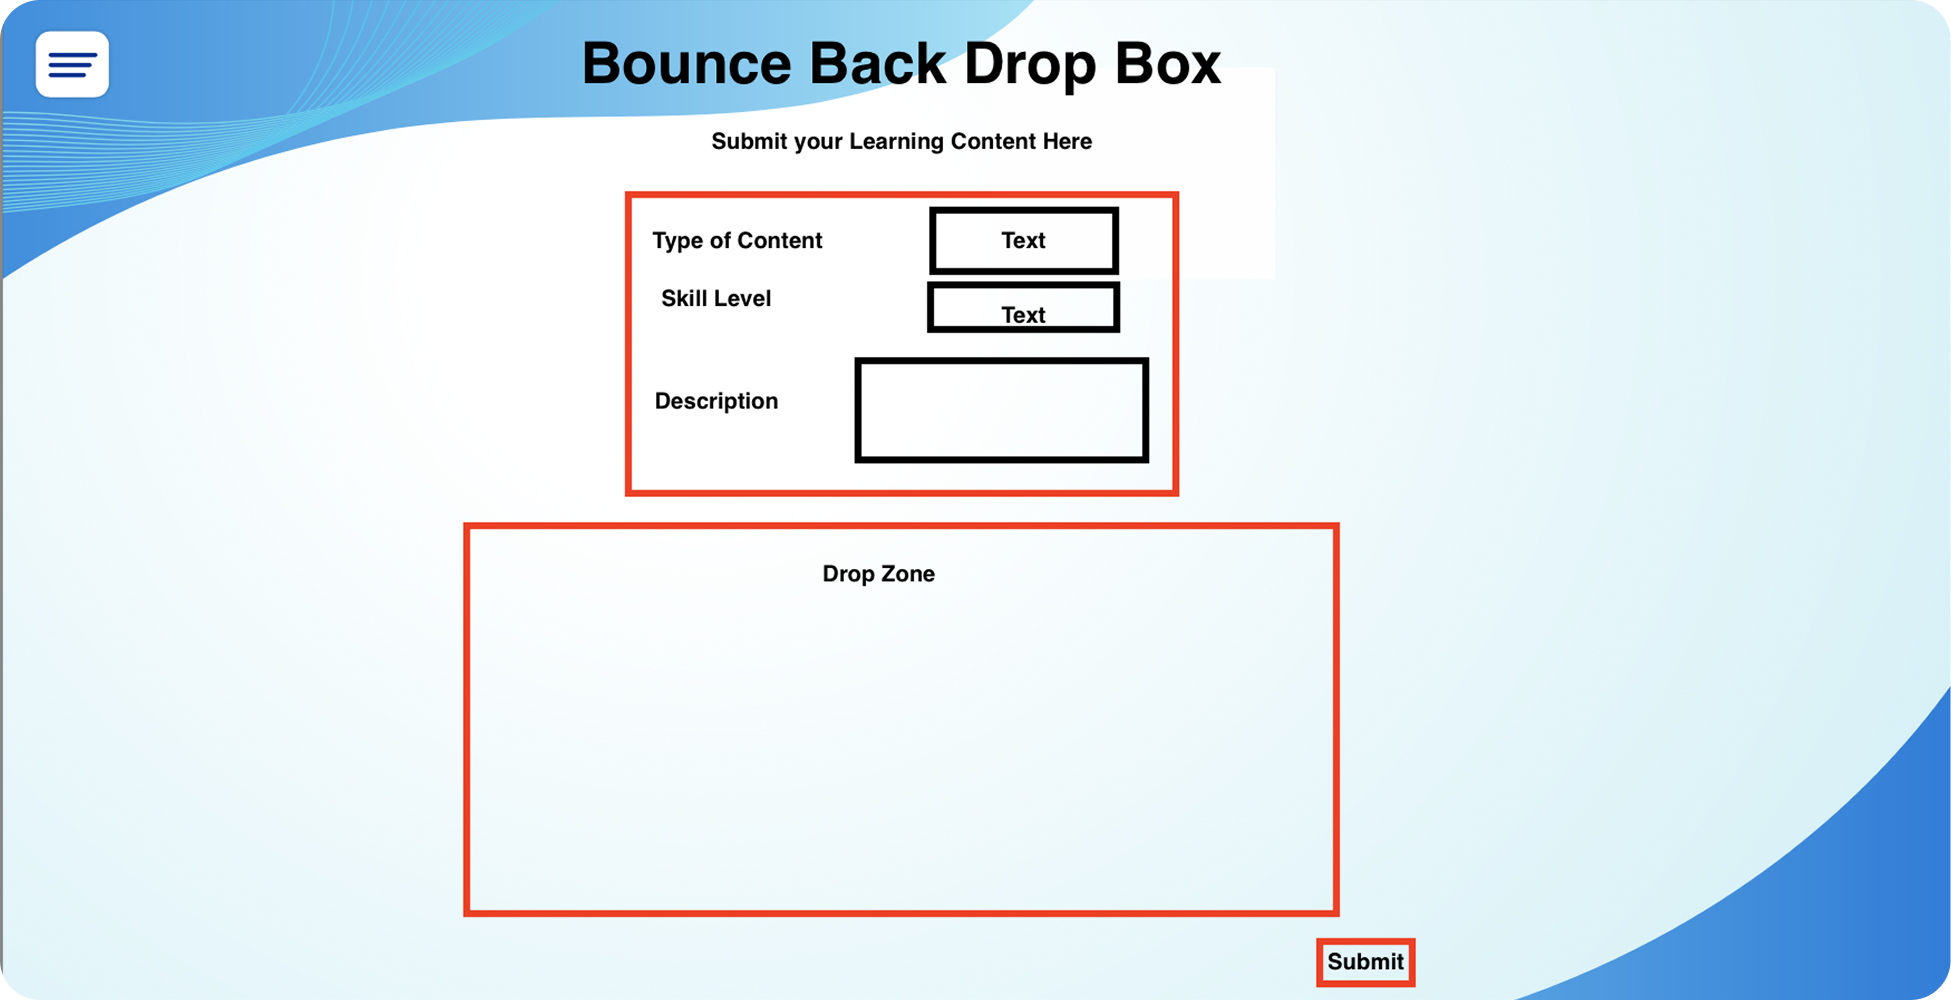 Bounce Back Drop Box
Submit your Learning Content Here
Type of Content
Text
Skill Level
Text
Description
Drop Zone
Submit